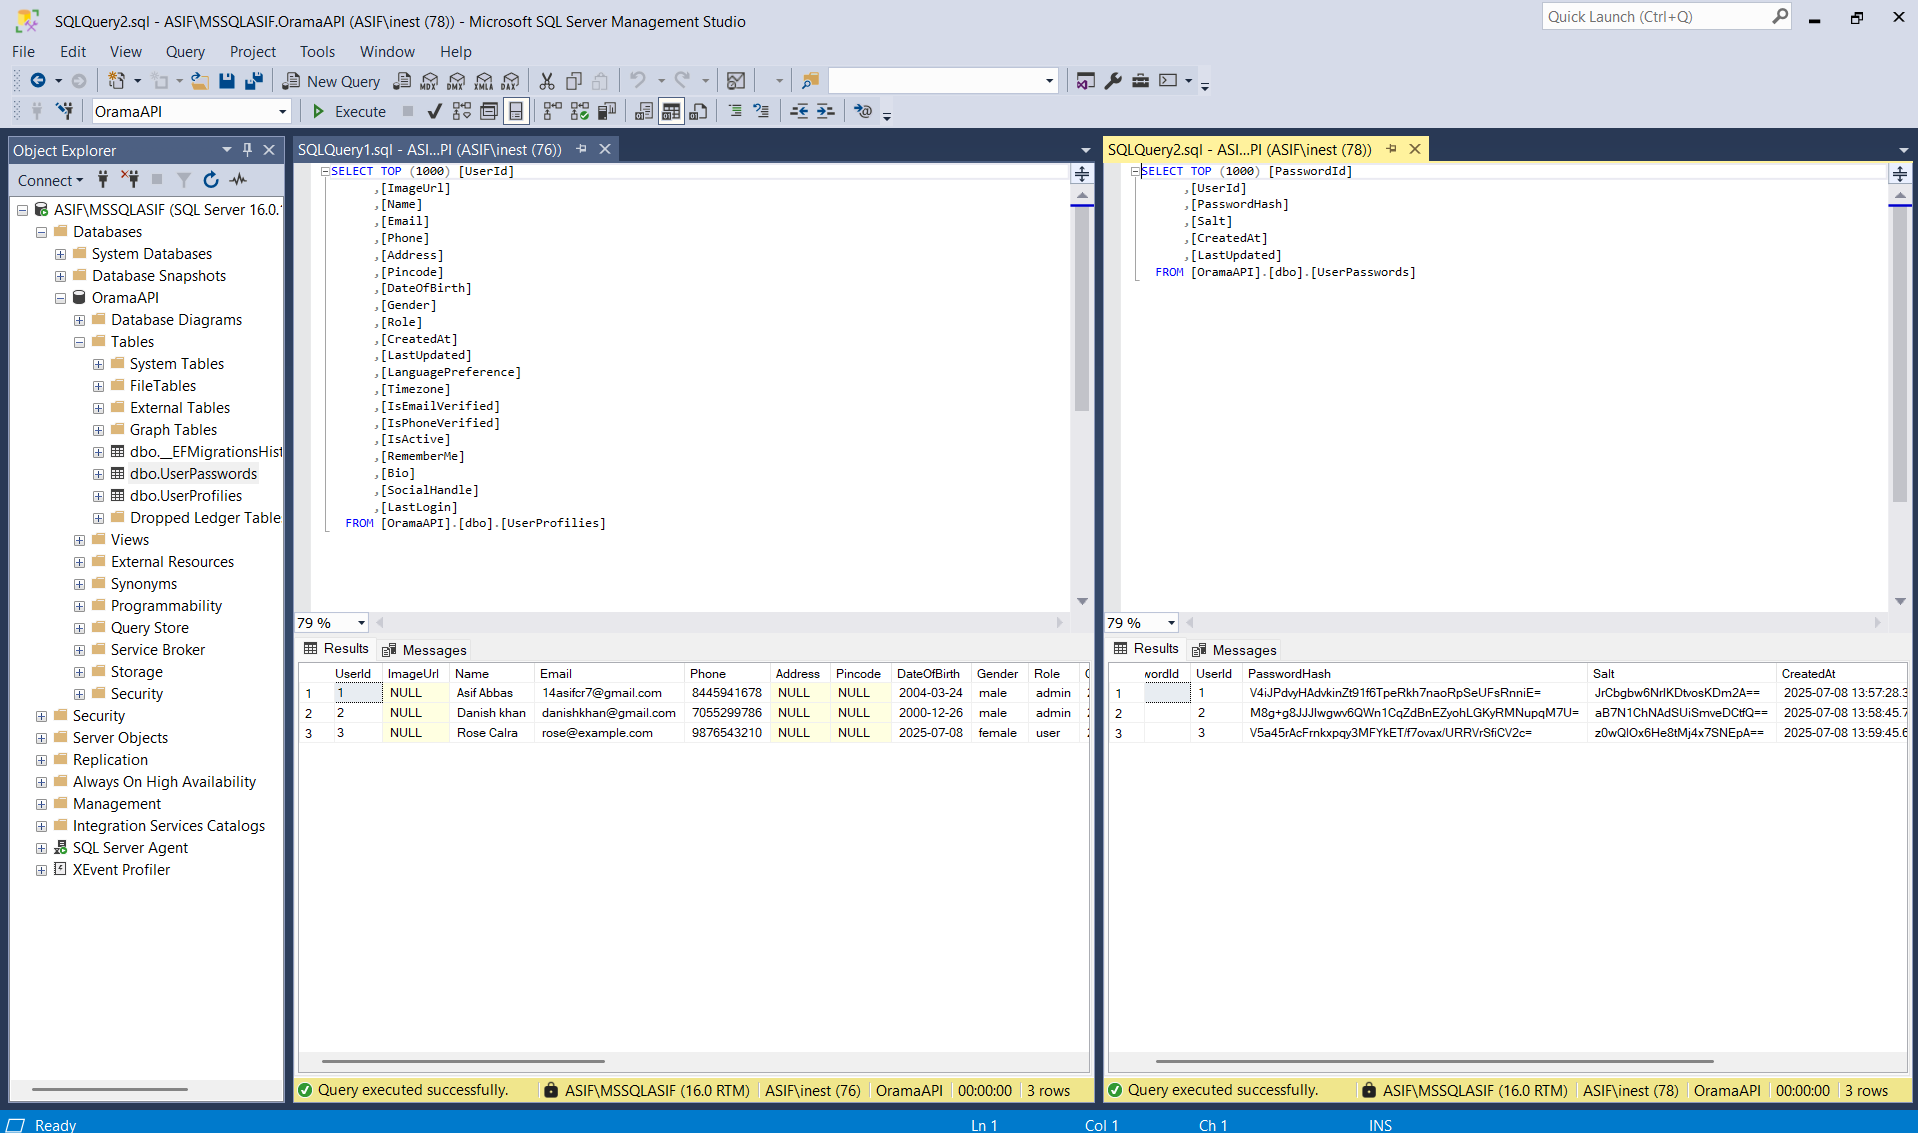 SQLQuery2.sql - ASIF\MSSQLASIF.OramaAPI (ASIF\inest (78)) - Microsoft SQL Server Management Studio
Quick Launch (Ctrl+Q)
File Edit View Query Project Tools Window Help
New Query MDX DMX XMLA DAX
OramaAPI Execute
Object Explorer
Connect
ASIF\MSSQLASIF (SQL Server 16.0.
Databases
System Databases
Database Snapshots
OramaAPI
Database Diagrams
Tables
System Tables
FileTables
External Tables
Graph Tables
dbo.__EFMigrationsHist
dbo.UserPasswords
dbo.UserProfilies
Dropped Ledger Table
Views
External Resources
Synonyms
Programmability
Query Store
Service Broker
Storage
Security
Security
Server Objects
Replication
Always On High Availability
Management
Integration Services Catalogs
SQL Server Agent
XEvent Profiler
SQLQuery1.sql - ASI...PI (ASIF\inest (76))
SELECT TOP (1000) [UserId]
,[ImageUrl]
,[Name]
,[Email]
,[Phone]
,[Address]
,[Pincode]
,[DateOfBirth]
,[Gender]
,[Role]
,[CreatedAt]
,[LastUpdated]
,[LanguagePreference]
,[Timezone]
,[IsEmailVerified]
,[IsPhoneVerified]
,[IsActive]
,[RememberMe]
,[Bio]
,[SocialHandle]
,[LastLogin]
FROM [OramaAPI].[dbo].[UserProfilies]
79 %
Results Messages
UserId ImageUrl Name Email Phone Address Pincode DateOfBirth Gender Role
1 1 NULL Asif Abbas 14asifcr7@gmail.com 8445941678 NULL NULL 2004-03-24 male admin
2 2 NULL Danish khan danishkhan@gmail.com 7055299786 NULL NULL 2000-12-26 male admin
3 3 NULL Rose Calra rose@example.com 9876543210 NULL NULL 2025-07-08 female user
Query executed successfully. ASIF\MSSQLASIF (16.0 RTM) ASIF\inest (76) OramaAPI 00:00:00 3 rows
SQLQuery2.sql - ASI...PI (ASIF\inest (78))
SELECT TOP (1000) [PasswordId]
,[UserId]
,[PasswordHash]
,[Salt]
,[CreatedAt]
,[LastUpdated]
FROM [OramaAPI].[dbo].[UserPasswords]
79 %
Results Messages
wordId UserId PasswordHash Salt CreatedAt
1 1 V4iJPdvyHAdvkinZt91f6TpeRkh7naoRpSeUFsRnniE= JrCbgbw6NrlKDtvosKDm2A== 2025-07-08 13:57:28.3
2 2 M8g+g8JJJlwgwv6QWn1CqZdBnEZyohLGKyRMNupqM7U= aB7N1ChNAdSUiSmveDCtfQ== 2025-07-08 13:58:45.7
3 3 V5a45rAcFrnkxpqy3MFYkET/f7ovax/URRVrSfiCV2c= z0wQlOx6He8tMj4x7SNEpA== 2025-07-08 13:59:45.6
Query executed successfully. ASIF\MSSQLASIF (16.0 RTM) ASIF\inest (78) OramaAPI 00:00:00 3 rows
Ready Ln 1 Col 1 Ch 1 INS